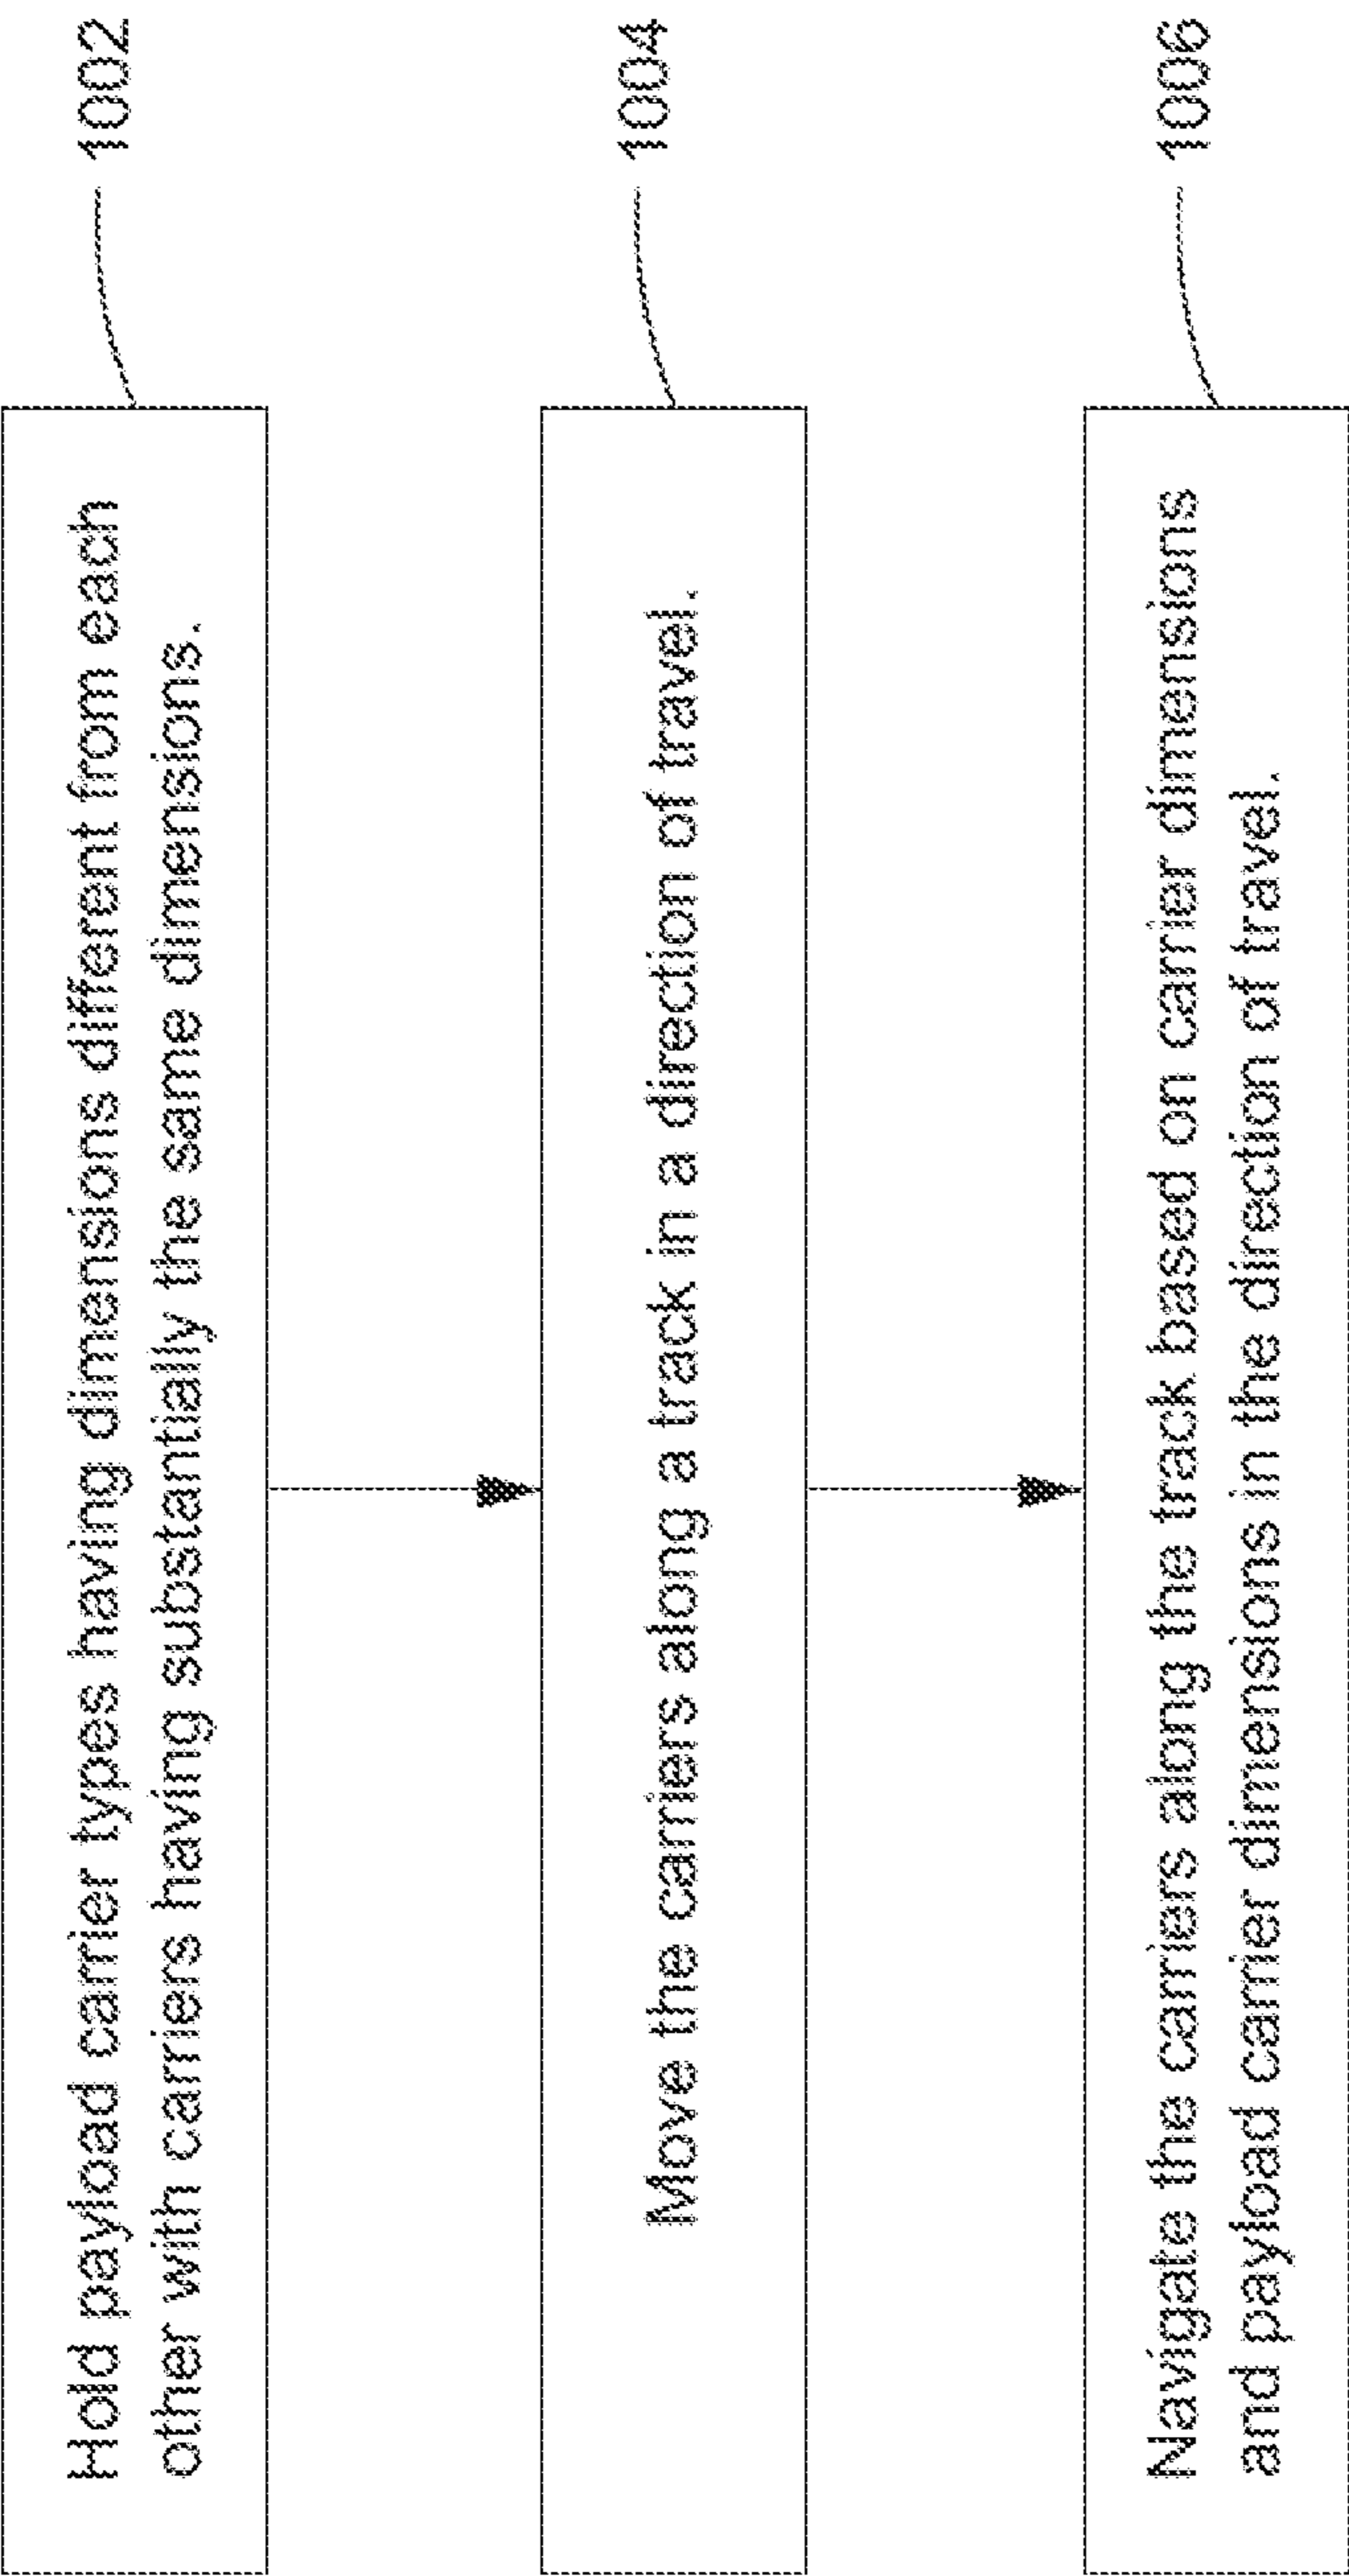 Hold payload carrier types having dimensions different from each
other with carriers having substantially the same dimensions.
1002
Move the carriers along a track in a direction of travel.
1004
Navigate the carriers along the track based on carrier dimensions
and payload carrier dimensions in the direction of travel.
1006